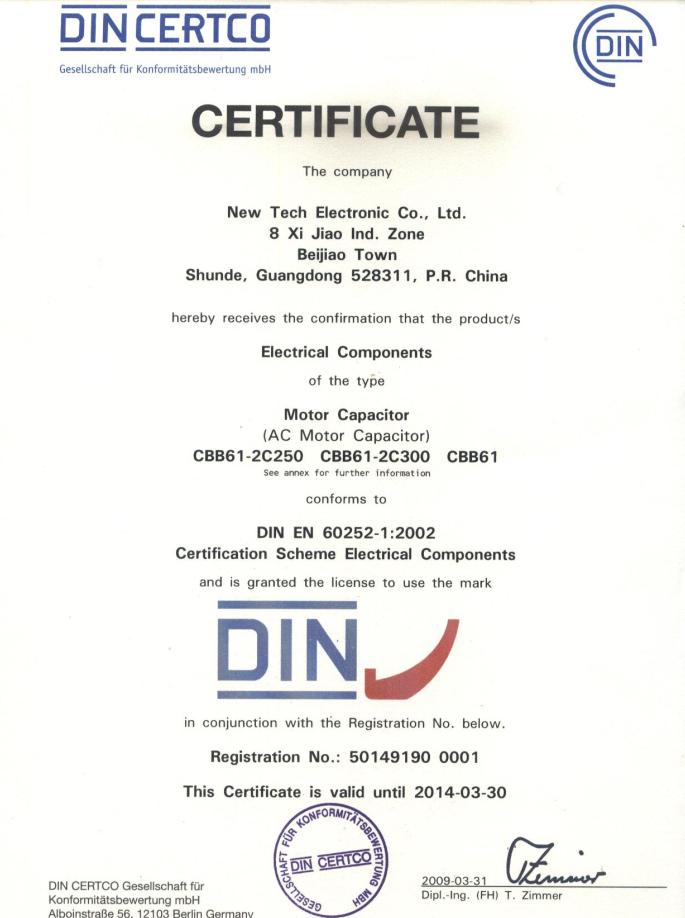 DIN CERTCO
Gesellschaft für Konformitätsbewertung mbH
DIN
CERTIFICATE
The company
New Tech Electronic Co., Ltd.
8 Xi Jiao Ind. Zone
Beijiao Town
Shunde, Guangdong 528311, P.R. China
hereby receives the confirmation that the product/s
Electrical Components
of the type
Motor Capacitor
(AC Motor Capacitor)
CBB61-2C250 CBB61-2C300 CBB61
See annex for further information
conforms to
DIN EN 60252-1:2002
Certification Scheme Electrical Components
and is granted the license to use the mark
DIN
in conjunction with the Registration No. below.
Registration No.: 50149190 0001
This Certificate is valid until 2014-03-30
GESELLSCHAFT FÜR KONFORMITÄTSBEWERTUNG MBH
DIN CERTCO
Zimmer
2009-03-31
Dipl.-Ing. (FH) T. Zimmer
DIN CERTCO Gesellschaft für
Konformitätsbewertung mbH
Alboinstraße 56, 12103 Berlin Germany